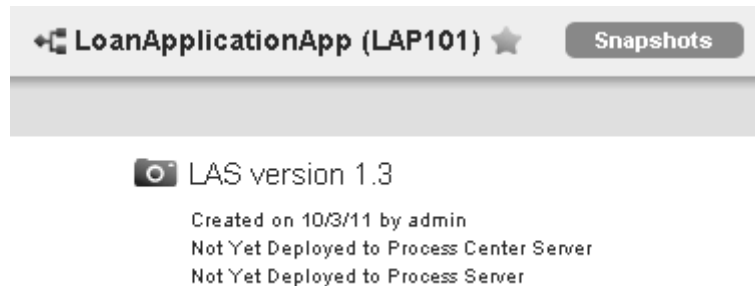 LoanApplicationApp (LAP101)
Snapshots
LAS version 1.3
Created on 10/3/11 by admin
Not Yet Deployed to Process Center Server
Not Yet Deployed to Process Server